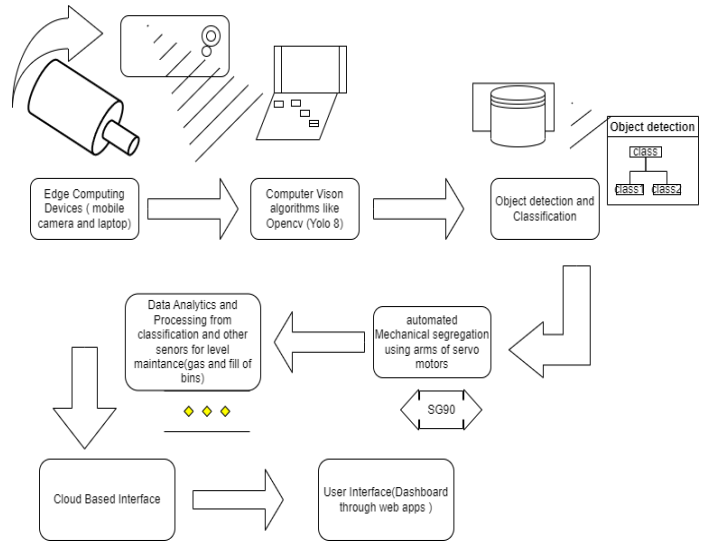 Object detection
class
class1 class2
Edge Computing
Devices ( mobile
camera and laptop)
Computer Vison
algorithms like
Opencv (Yolo 8)
Object detection and
Classification
Data Analytics and
Processing from
classification and other
senors for level
maintance(gas and fill of
bins)
automated
Mechanical segregation
using arms of servo
motors
SG90
Cloud Based Interface
User Interface(Dashboard
through web apps )